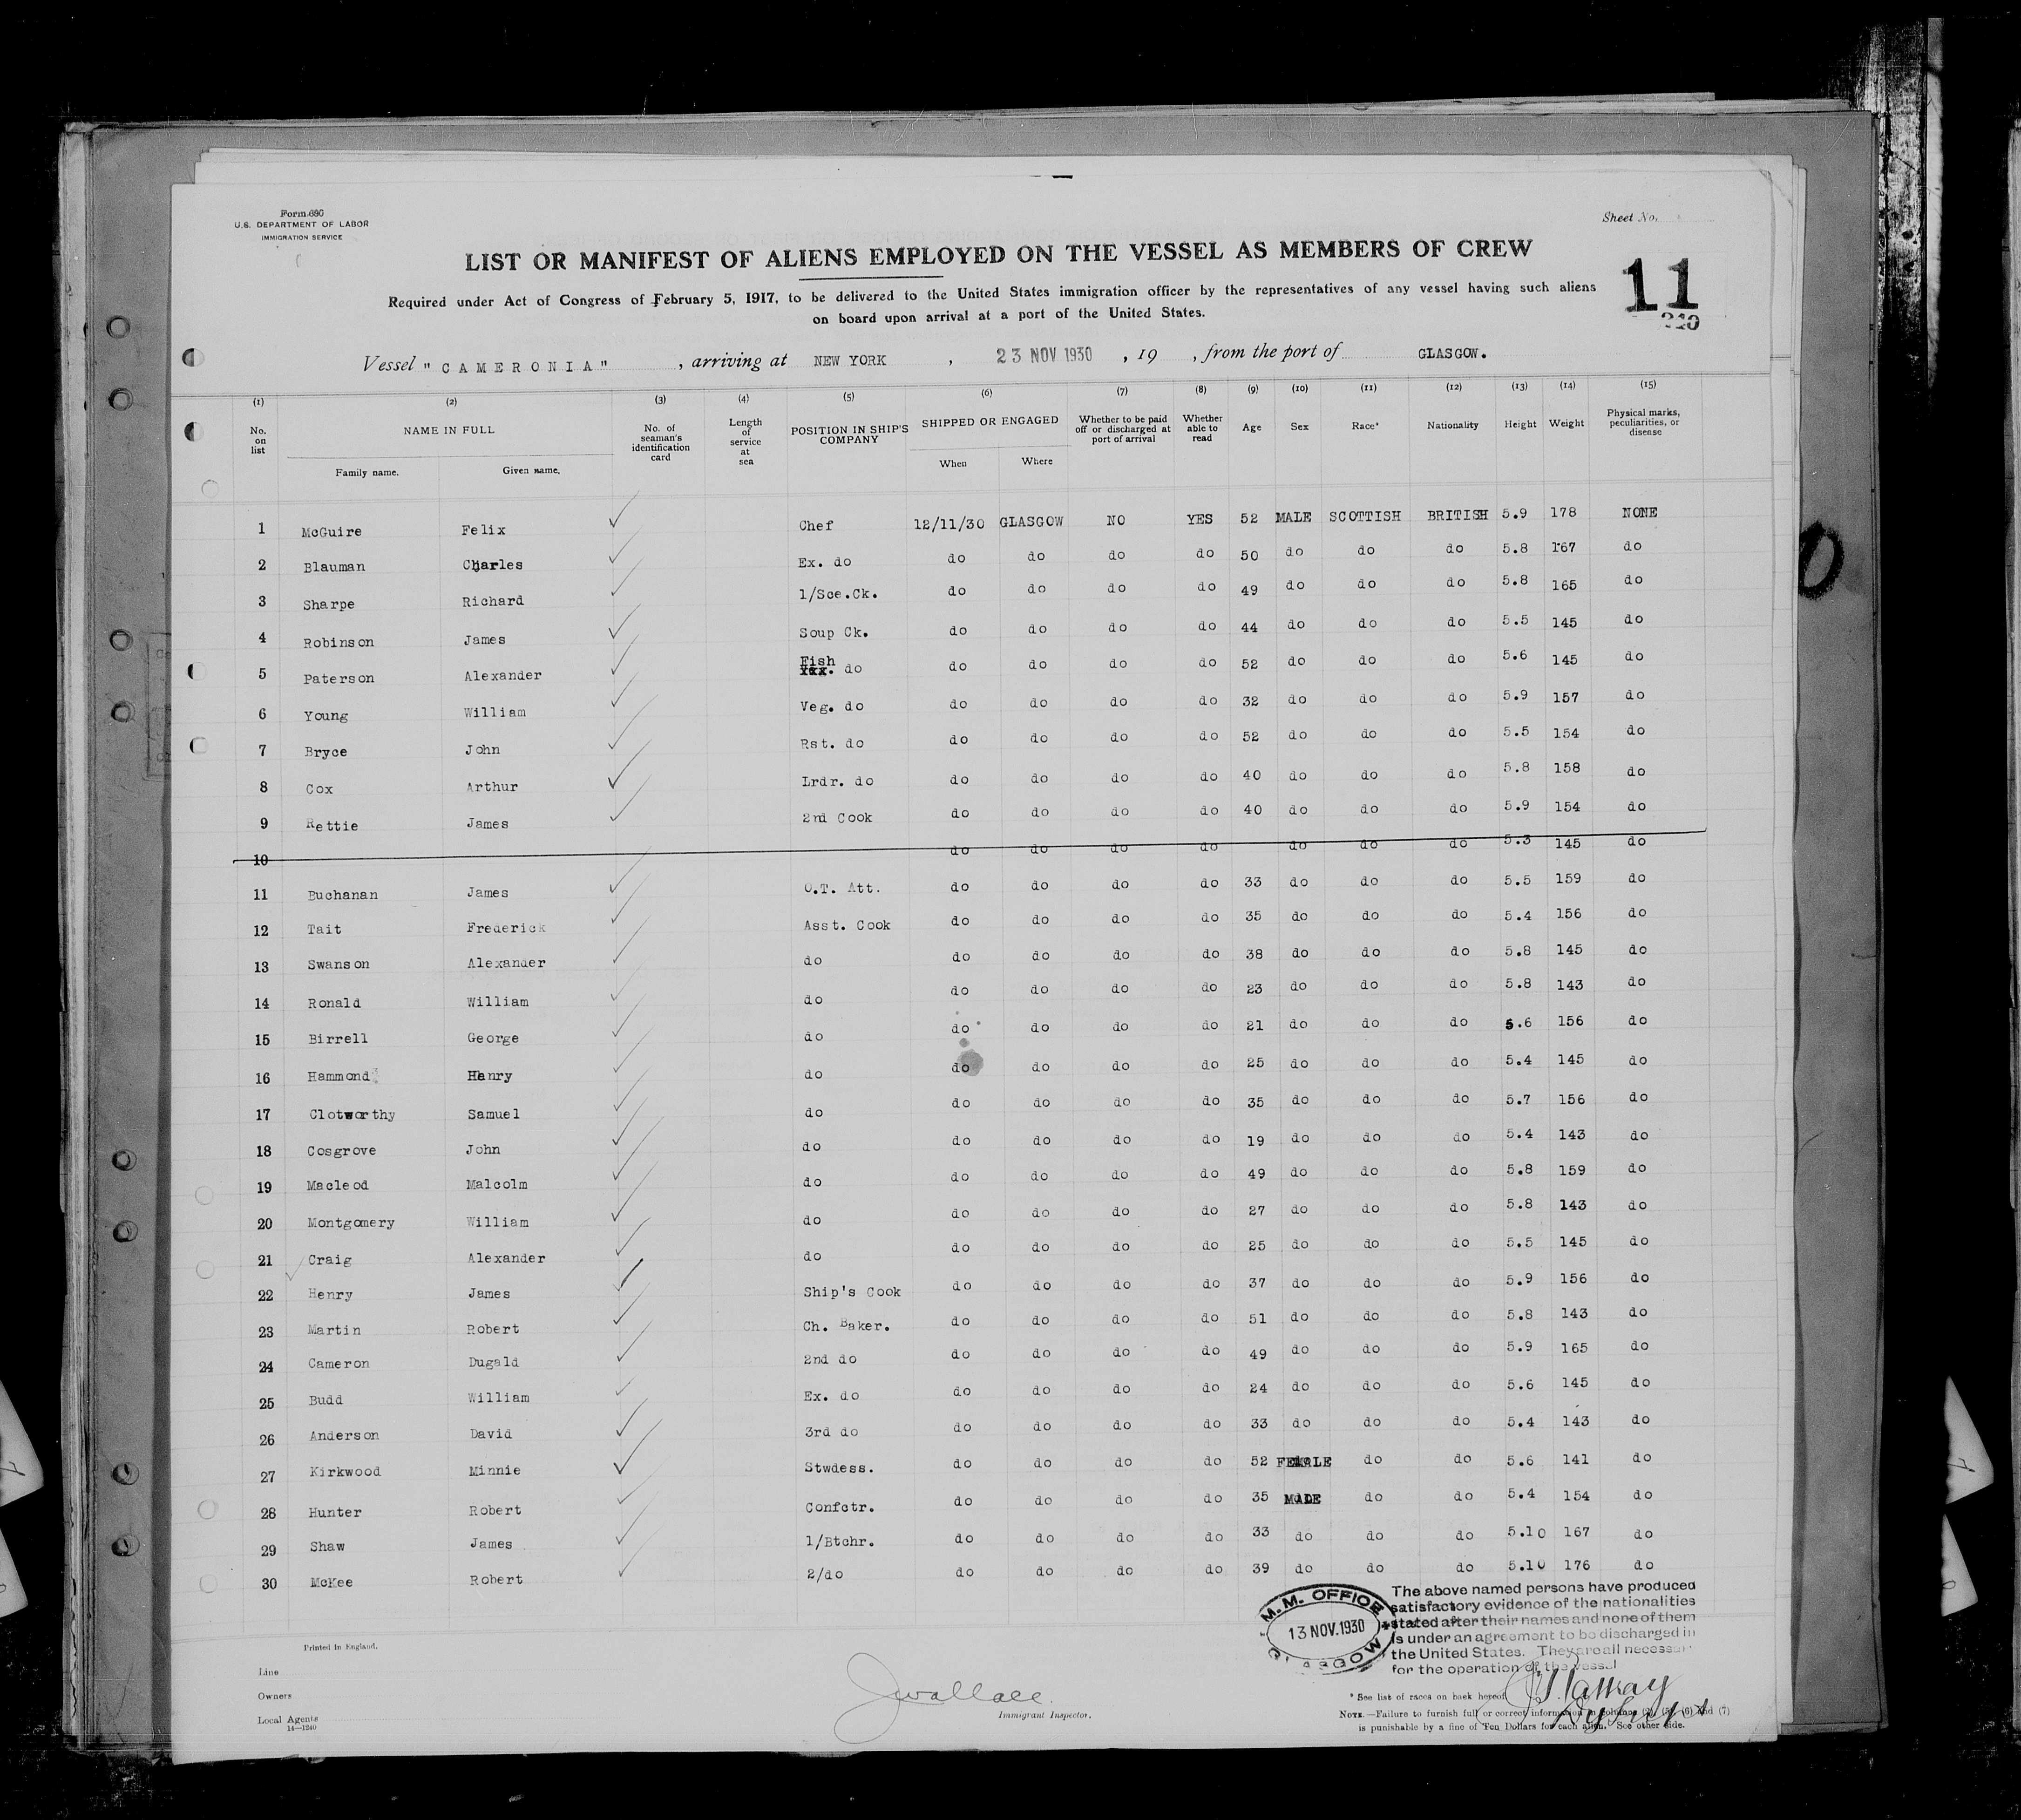 Form 680
U.S. DEPARTMENT OF LABOR
IMMIGRATION SERVICE
Sheet No.
LIST OR MANIFEST OF ALIENS EMPLOYED ON THE VESSEL AS MEMBERS OF CREW
11
Required under Act of Congress of February 5, 1917, to be delivered to the United States immigration officer by the representatives of any vessel having such aliens
on board upon arrival at a port of the United States.
Vessel "CAMERONIA", arriving at NEW YORK, 23 NOV 1930, 19 , from the port of GLASGOW.
(1) (2) (3) (4) (5) (6) (7) (8) (9) (10) (11) (12) (13) (14) (15)
No. on list NAME IN FULL Family name. Given name. No. of seaman's identification card Length of service at sea POSITION IN SHIP'S COMPANY SHIPPED OR ENGAGED When Where Whether to be paid off or discharged at port of arrival Whether able to read Age Sex Race* Nationality Height Weight Physical marks, peculiarities, or disease
1 McGuire Felix Chef 12/11/30 GLASGOW NO YES 52 MALE SCOTTISH BRITISH 5.9 178 NONE
2 Blauman Charles Ex. do do do do do 50 do do do 5.8 167 do
3 Sharpe Richard 1/Sce.Ck. do do do do 49 do do do 5.8 165 do
4 Robinson James Soup Ck. do do do do 44 do do do 5.5 145 do
5 Paterson Alexander Fish do do do do do 52 do do do 5.6 145 do
6 Young William Veg. do do do do do 32 do do do 5.9 157 do
7 Bryce John Rst. do do do do do 52 do do do 5.5 154 do
8 Cox Arthur Lrdr. do do do do do 40 do do do 5.8 158 do
9 Rettie James 2nd Cook do do do do 40 do do do 5.9 154 do
10 do do do do do do do 5.3 145 do
11 Buchanan James O.T. Att. do do do do 33 do do do 5.5 159 do
12 Tait Frederick Asst. Cook do do do do 35 do do do 5.4 156 do
13 Swanson Alexander do do do do do 38 do do do 5.8 145 do
14 Ronald William do do do do do 23 do do do 5.8 143 do
15 Birrell George do do do do do 21 do do do 5.6 156 do
16 Hammond Henry do do do do do 25 do do do 5.4 145 do
17 Clotworthy Samuel do do do do do 35 do do do 5.7 156 do
18 Cosgrove John do do do do do 19 do do do 5.4 143 do
19 Macleod Malcolm do do do do do 49 do do do 5.8 159 do
20 Montgomery William do do do do do 27 do do do 5.8 143 do
21 Craig Alexander do do do do do 25 do do do 5.5 145 do
22 Henry James Ship's Cook do do do do 37 do do do 5.9 156 do
23 Martin Robert Ch. Baker. do do do do 51 do do do 5.8 143 do
24 Cameron Dugald 2nd do do do do do 49 do do do 5.9 165 do
25 Budd William Ex. do do do do do 24 do do do 5.6 145 do
26 Anderson David 3rd do do do do do 33 do do do 5.4 143 do
27 Kirkwood Minnie Stwdess. do do do do 52 FEMALE do do 5.6 141 do
28 Hunter Robert Confctr. do do do do 35 MALE do do 5.4 154 do
29 Shaw James 1/Btchr. do do do do 33 do do do 5.10 167 do
30 McKee Robert 2/do do do do do 39 do do do 5.10 176 do
M.M. OFFICE
13 NOV.1930
GLASGOW
The above named persons have produced
satisfactory evidence of the nationalities
stated after their names and none of them
is under an agreement to be discharged in
the United States. They are all necessary
for the operation of the vessel
Printed in England.
Line
Owners
Local Agents
14—1240
JWallace.
Immigrant Inspector.
* See list of races on back hereof
NOTE.—Failure to furnish full or correct information in columns (2), (5), (6) and (7)
is punishable by a fine of Ten Dollars for each alien. See other side.